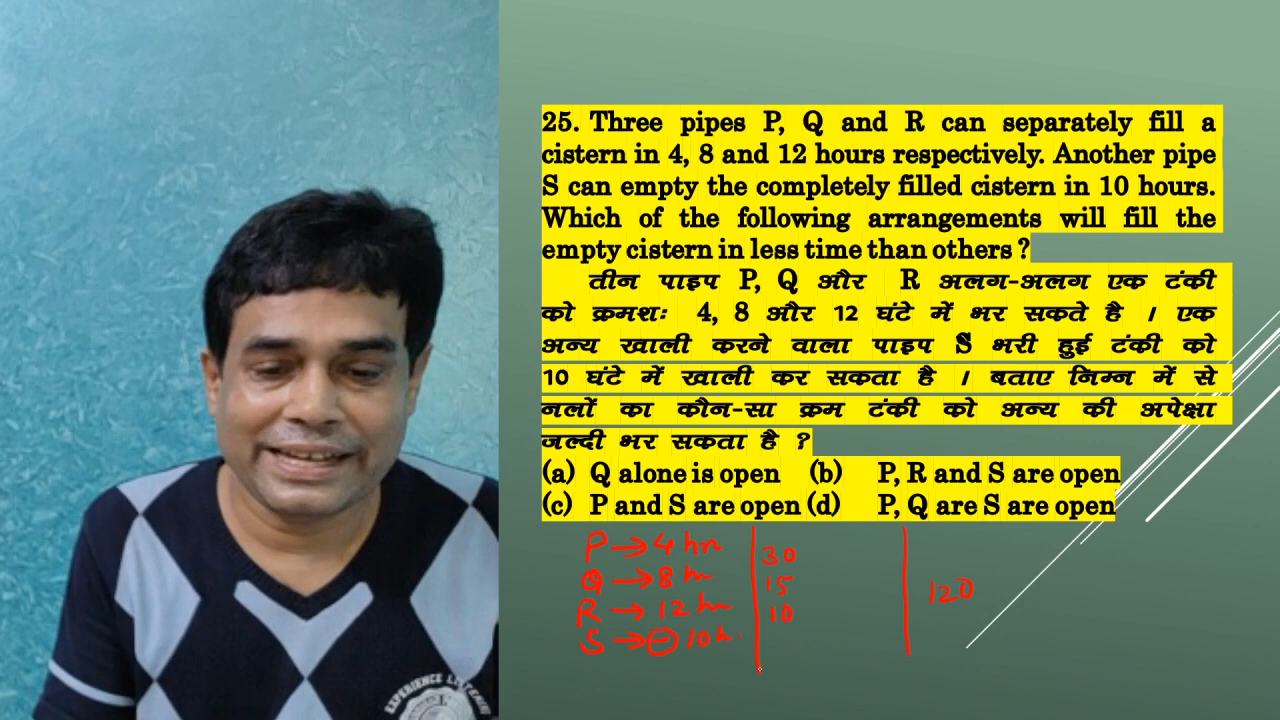 25. Three pipes P, Q and R can separately fill a
cistern in 4, 8 and 12 hours respectively. Another pipe
S can empty the completely filled cistern in 10 hours.
Which of the following arrangements will fill the
empty cistern in less time than others ?
तीन पाइप P, Q और R अलग-अलग एक टंकी
को क्रमशः 4, 8 और 12 घंटे में भर सकते है । एक
अन्य खाली करने वाला पाइप S भरी हुई टंकी को
10 घंटे में खाली कर सकता है । बताए निम्न में से
नलों का कौन-सा क्रम टंकी को अन्य की अपेक्षा
जल्दी भर सकता है ?
(a) Q alone is open (b) P, R and S are open
(c) P and S are open (d) P, Q are S are open
P → 4 hr 30
Q → 8 hr 15
R → 12 hr 10
S → - 10 h.
120
EXPERIENCE LISTENING